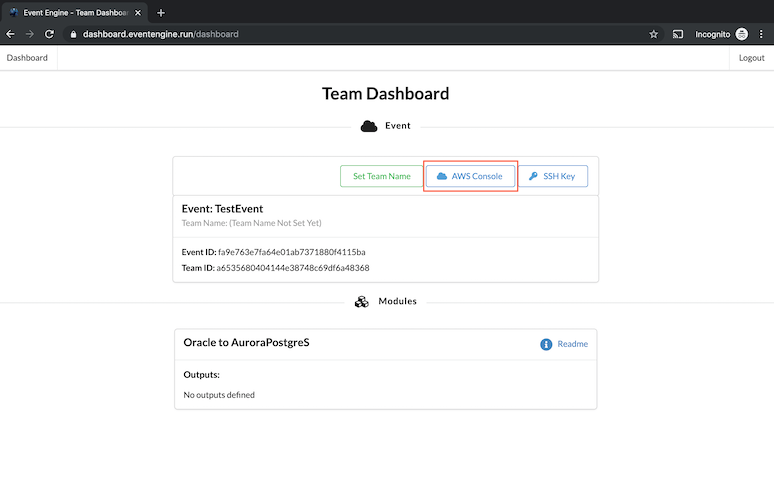 Event Engine - Team Dashboar
dashboard.eventengine.run/dashboard
Incognito
Dashboard
Logout
Team Dashboard
Event
Set Team Name
AWS Console
SSH Key
Event: TestEvent
Team Name: (Team Name Not Set Yet)
Event ID: fa9e763e7fa64e01ab7371880f4115ba
Team ID: a6535680404144e38748c69df6a48368
Modules
Oracle to AuroraPostgreS
Readme
Outputs:
No outputs defined